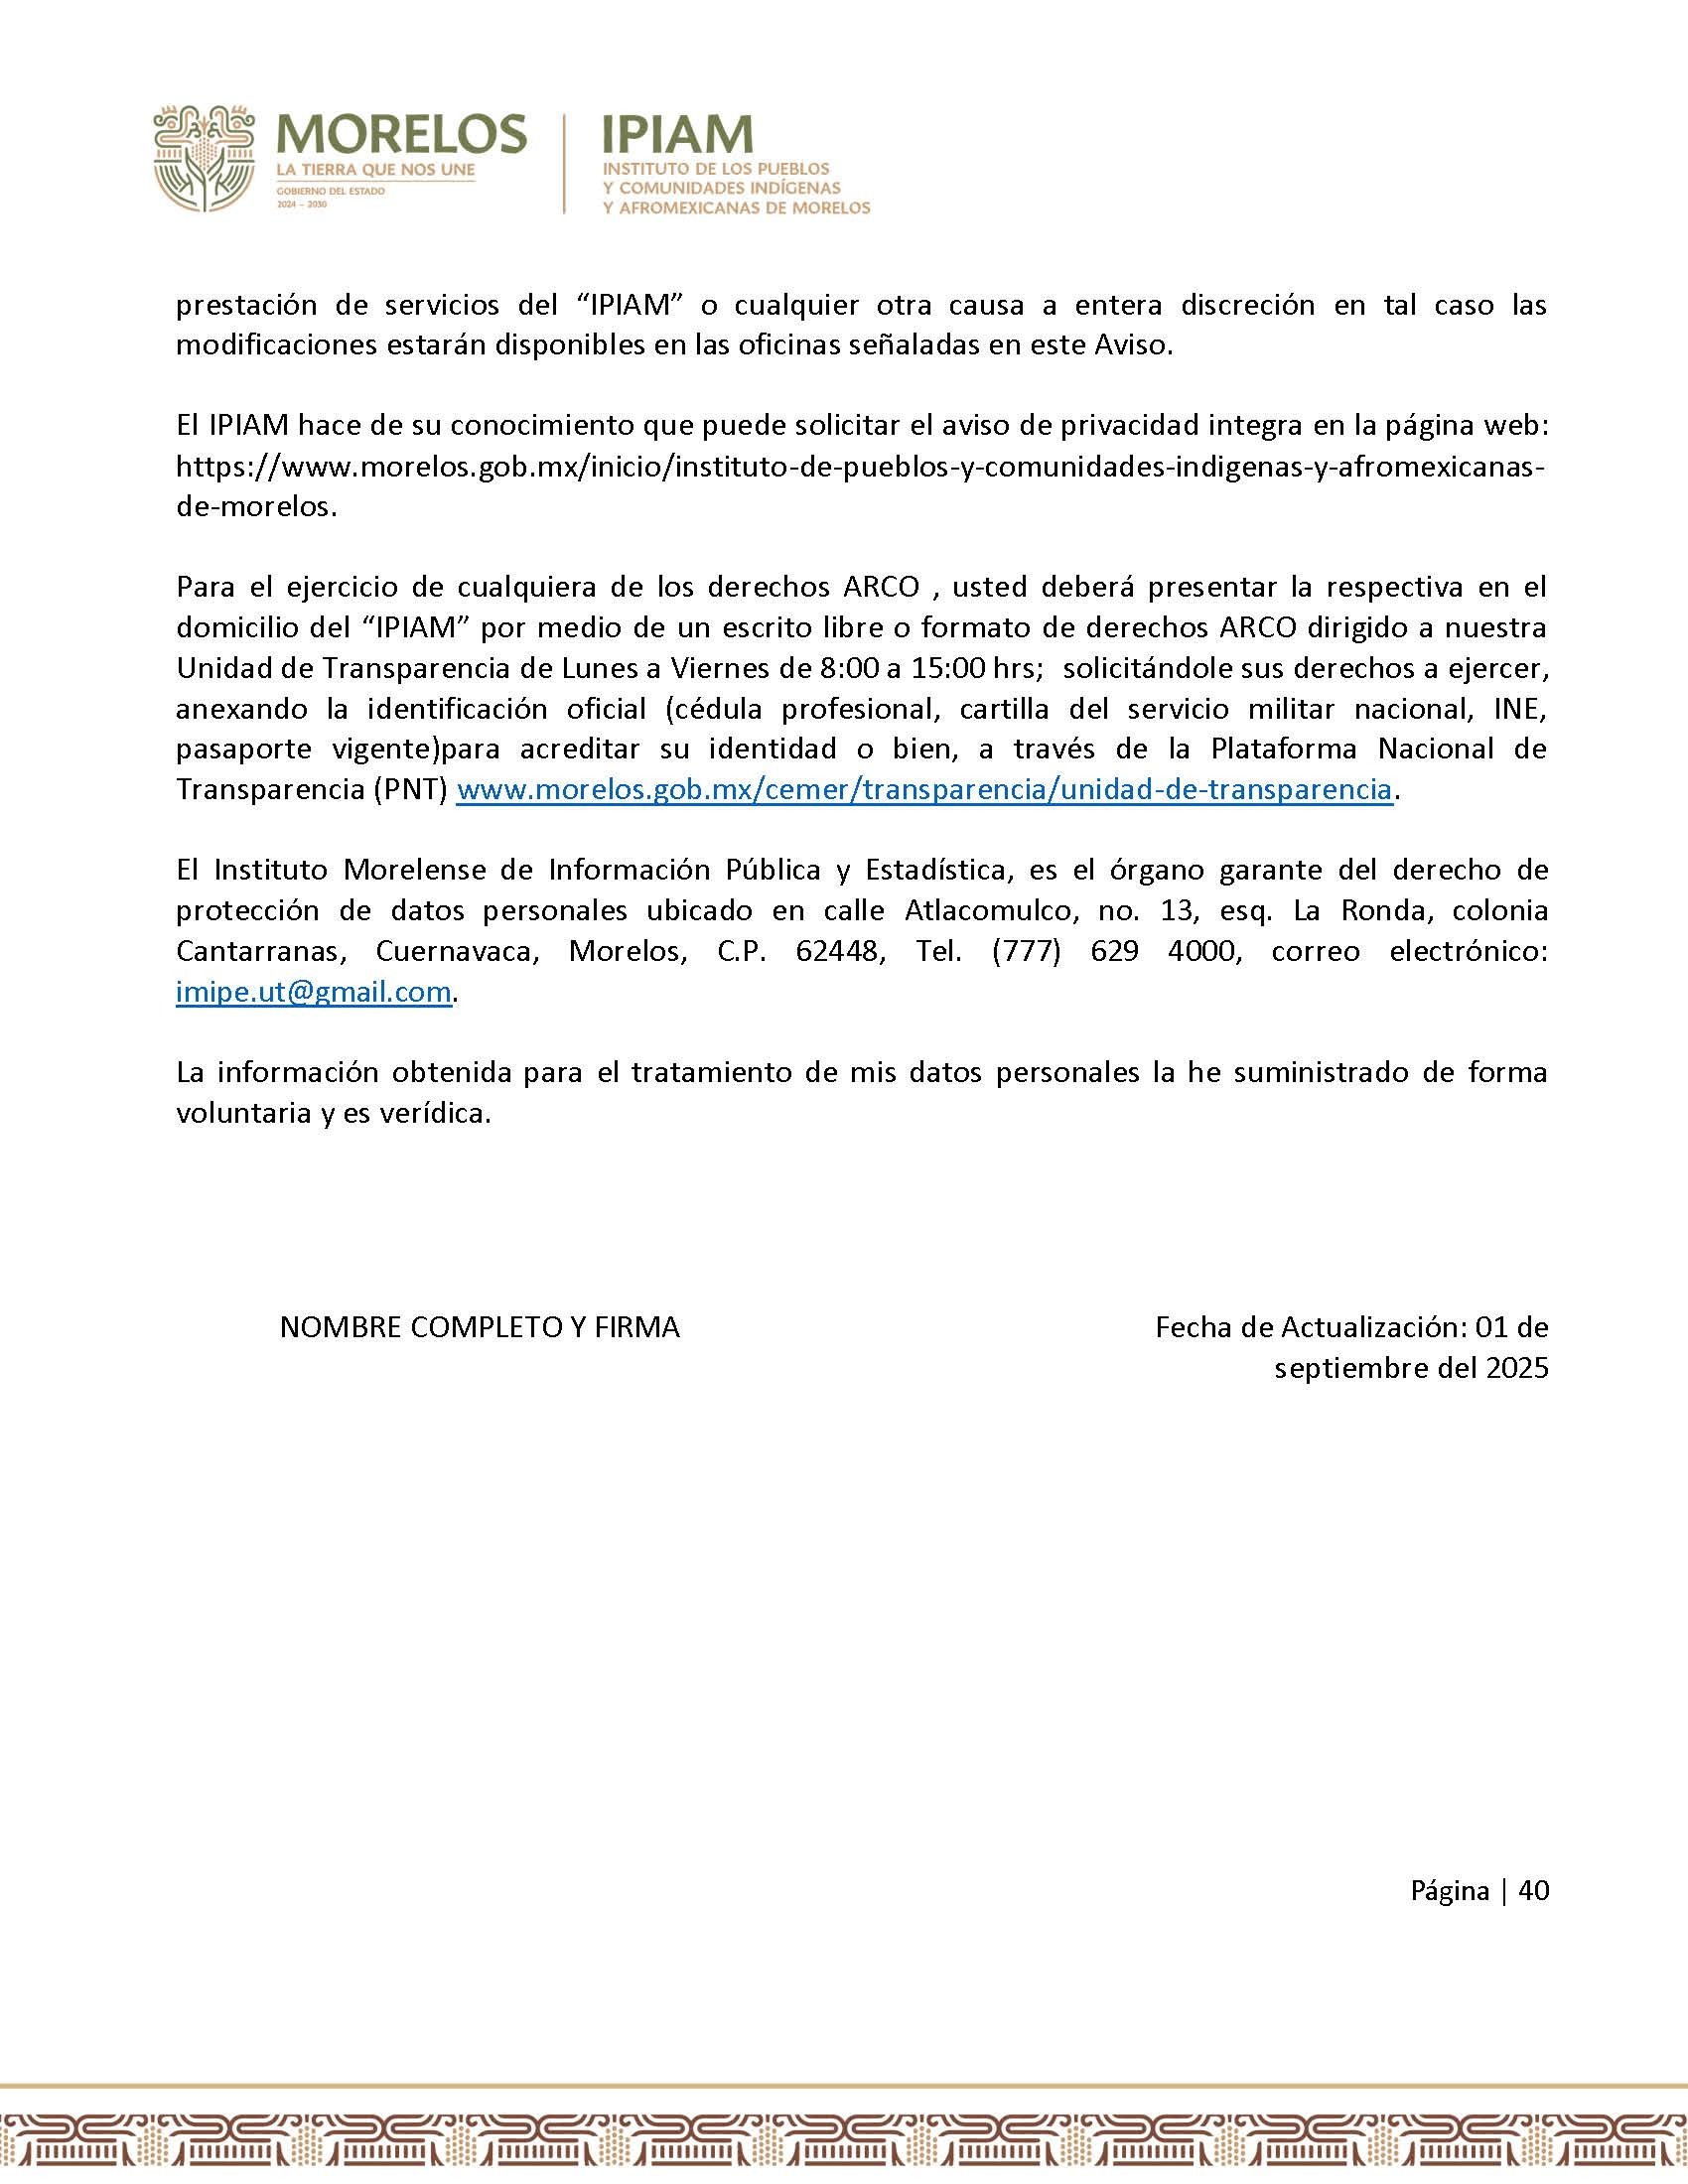 MORELOS
LA TIERRA QUE NOS UNE
GOBIERNO DEL ESTADO
2024 – 2030
IPIAM
INSTITUTO DE LOS PUEBLOS
Y COMUNIDADES INDÍGENAS
Y AFROMEXICANAS DE MORELOS
prestación de servicios del “IPIAM” o cualquier otra causa a entera discreción en tal caso las
modificaciones estarán disponibles en las oficinas señaladas en este Aviso.
El IPIAM hace de su conocimiento que puede solicitar el aviso de privacidad integra en la página web:
https://www.morelos.gob.mx/inicio/instituto-de-pueblos-y-comunidades-indigenas-y-afromexicanas-
de-morelos.
Para el ejercicio de cualquiera de los derechos ARCO , usted deberá presentar la respectiva en el
domicilio del “IPIAM” por medio de un escrito libre o formato de derechos ARCO dirigido a nuestra
Unidad de Transparencia de Lunes a Viernes de 8:00 a 15:00 hrs;  solicitándole sus derechos a ejercer,
anexando la identificación oficial (cédula profesional, cartilla del servicio militar nacional, INE,
pasaporte vigente)para acreditar su identidad o bien, a través de la Plataforma Nacional de
Transparencia (PNT) www.morelos.gob.mx/cemer/transparencia/unidad-de-transparencia.
El Instituto Morelense de Información Pública y Estadística, es el órgano garante del derecho de
protección de datos personales ubicado en calle Atlacomulco, no. 13, esq. La Ronda, colonia
Cantarranas, Cuernavaca, Morelos, C.P. 62448, Tel. (777) 629 4000, correo electrónico:
imipe.ut@gmail.com.
La información obtenida para el tratamiento de mis datos personales la he suministrado de forma
voluntaria y es verídica.
NOMBRE COMPLETO Y FIRMA
Fecha de Actualización: 01 de
septiembre del 2025
Página | 40